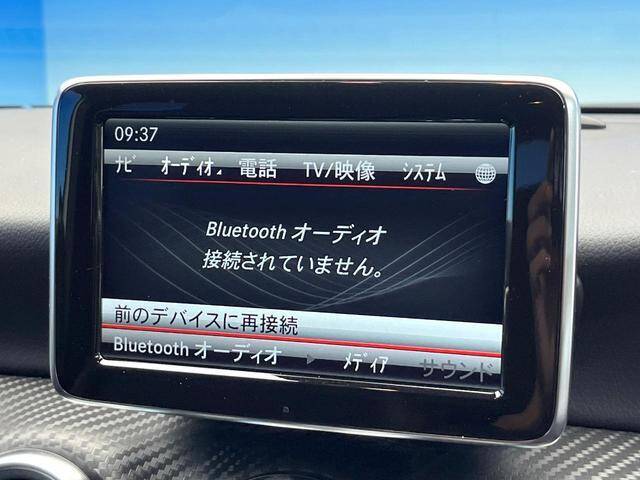 09:37
ナビ オーディオ 電話 TV/映像 システム
Bluetooth オーディオ
接続されていません。
前のデバイスに再接続
Bluetooth オーディオ メディア サウンド